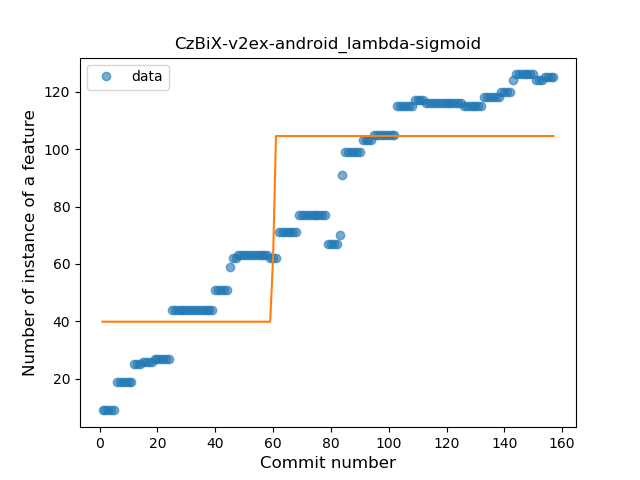 CzBiX-v2ex-android_lambda-sigmoid
data
Number of instance of a feature
120
100
80
60
40
20
0 20 40 60 80 100 120 140 160
Commit number